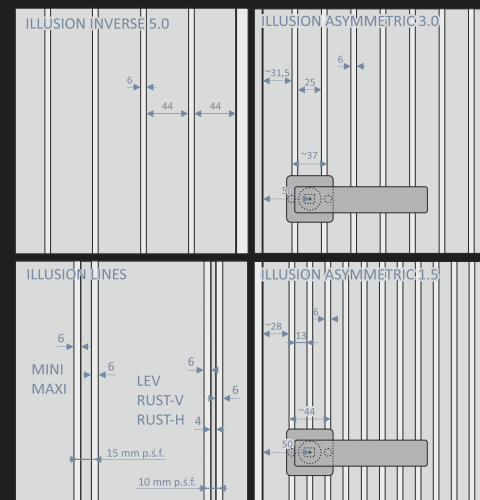 ILLUSION INVERSE 5.0
6
44
44
ILLUSION ASYMMETRIC 3.0
~31,5
6
25
~37
50
ILLUSION LINES
6
6
MINI
MAXI
6
LEV
6
RUST-V
RUST-H
4
15 mm p.ś.f.
10 mm p.ś.f.
ILLUSION ASYMMETRIC 1.5
6
~28
13
~44
50